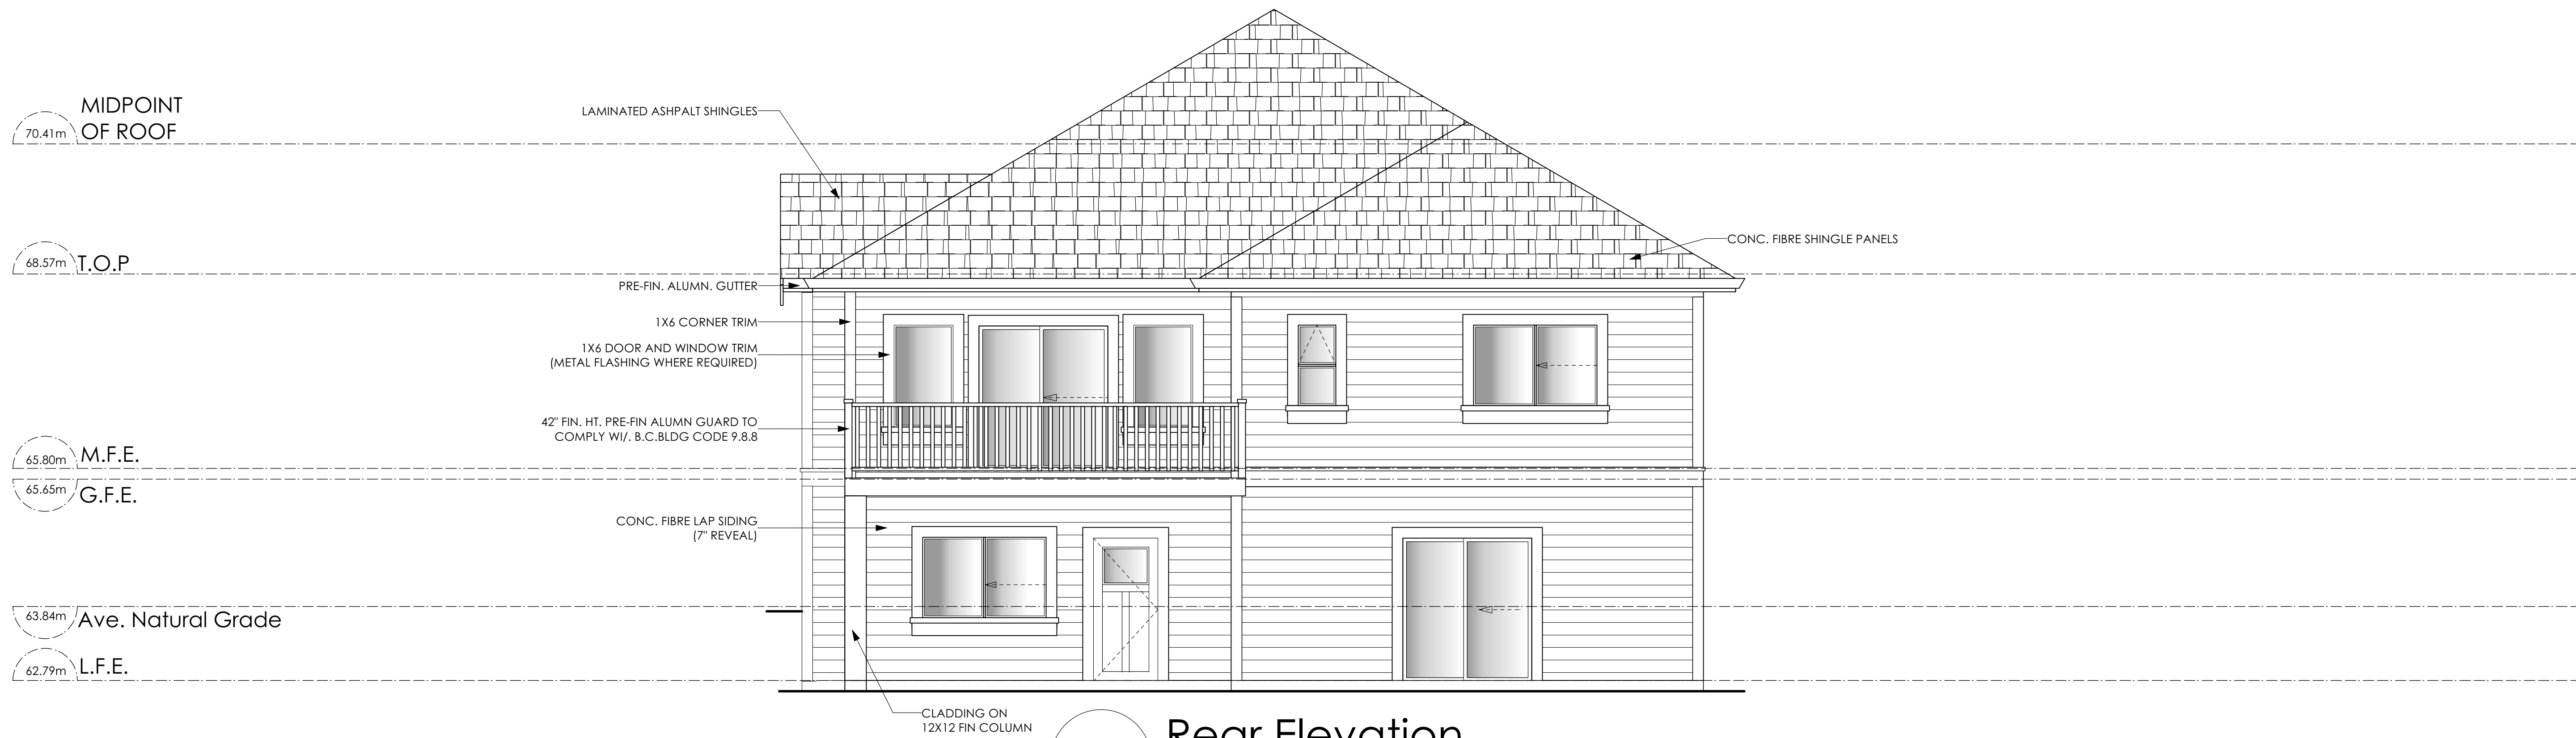 MIDPOINT
OF ROOF
70.41m
LAMINATED ASHPALT SHINGLES
CONC. FIBRE SHINGLE PANELS
68.57m
T.O.P
PRE-FIN. ALUMN. GUTTER
1X6 CORNER TRIM
1X6 DOOR AND WINDOW TRIM
(METAL FLASHING WHERE REQUIRED)
42" FIN. HT. PRE-FIN ALUMN GUARD TO
COMPLY WI/. B.C.BLDG CODE 9.8.8
65.80m
M.F.E.
65.65m
G.F.E.
CONC. FIBRE LAP SIDING
(7" REVEAL)
63.84m
Ave. Natural Grade
62.79m
L.F.E.
CLADDING ON
12X12 FIN COLUMN
Rear Elevation